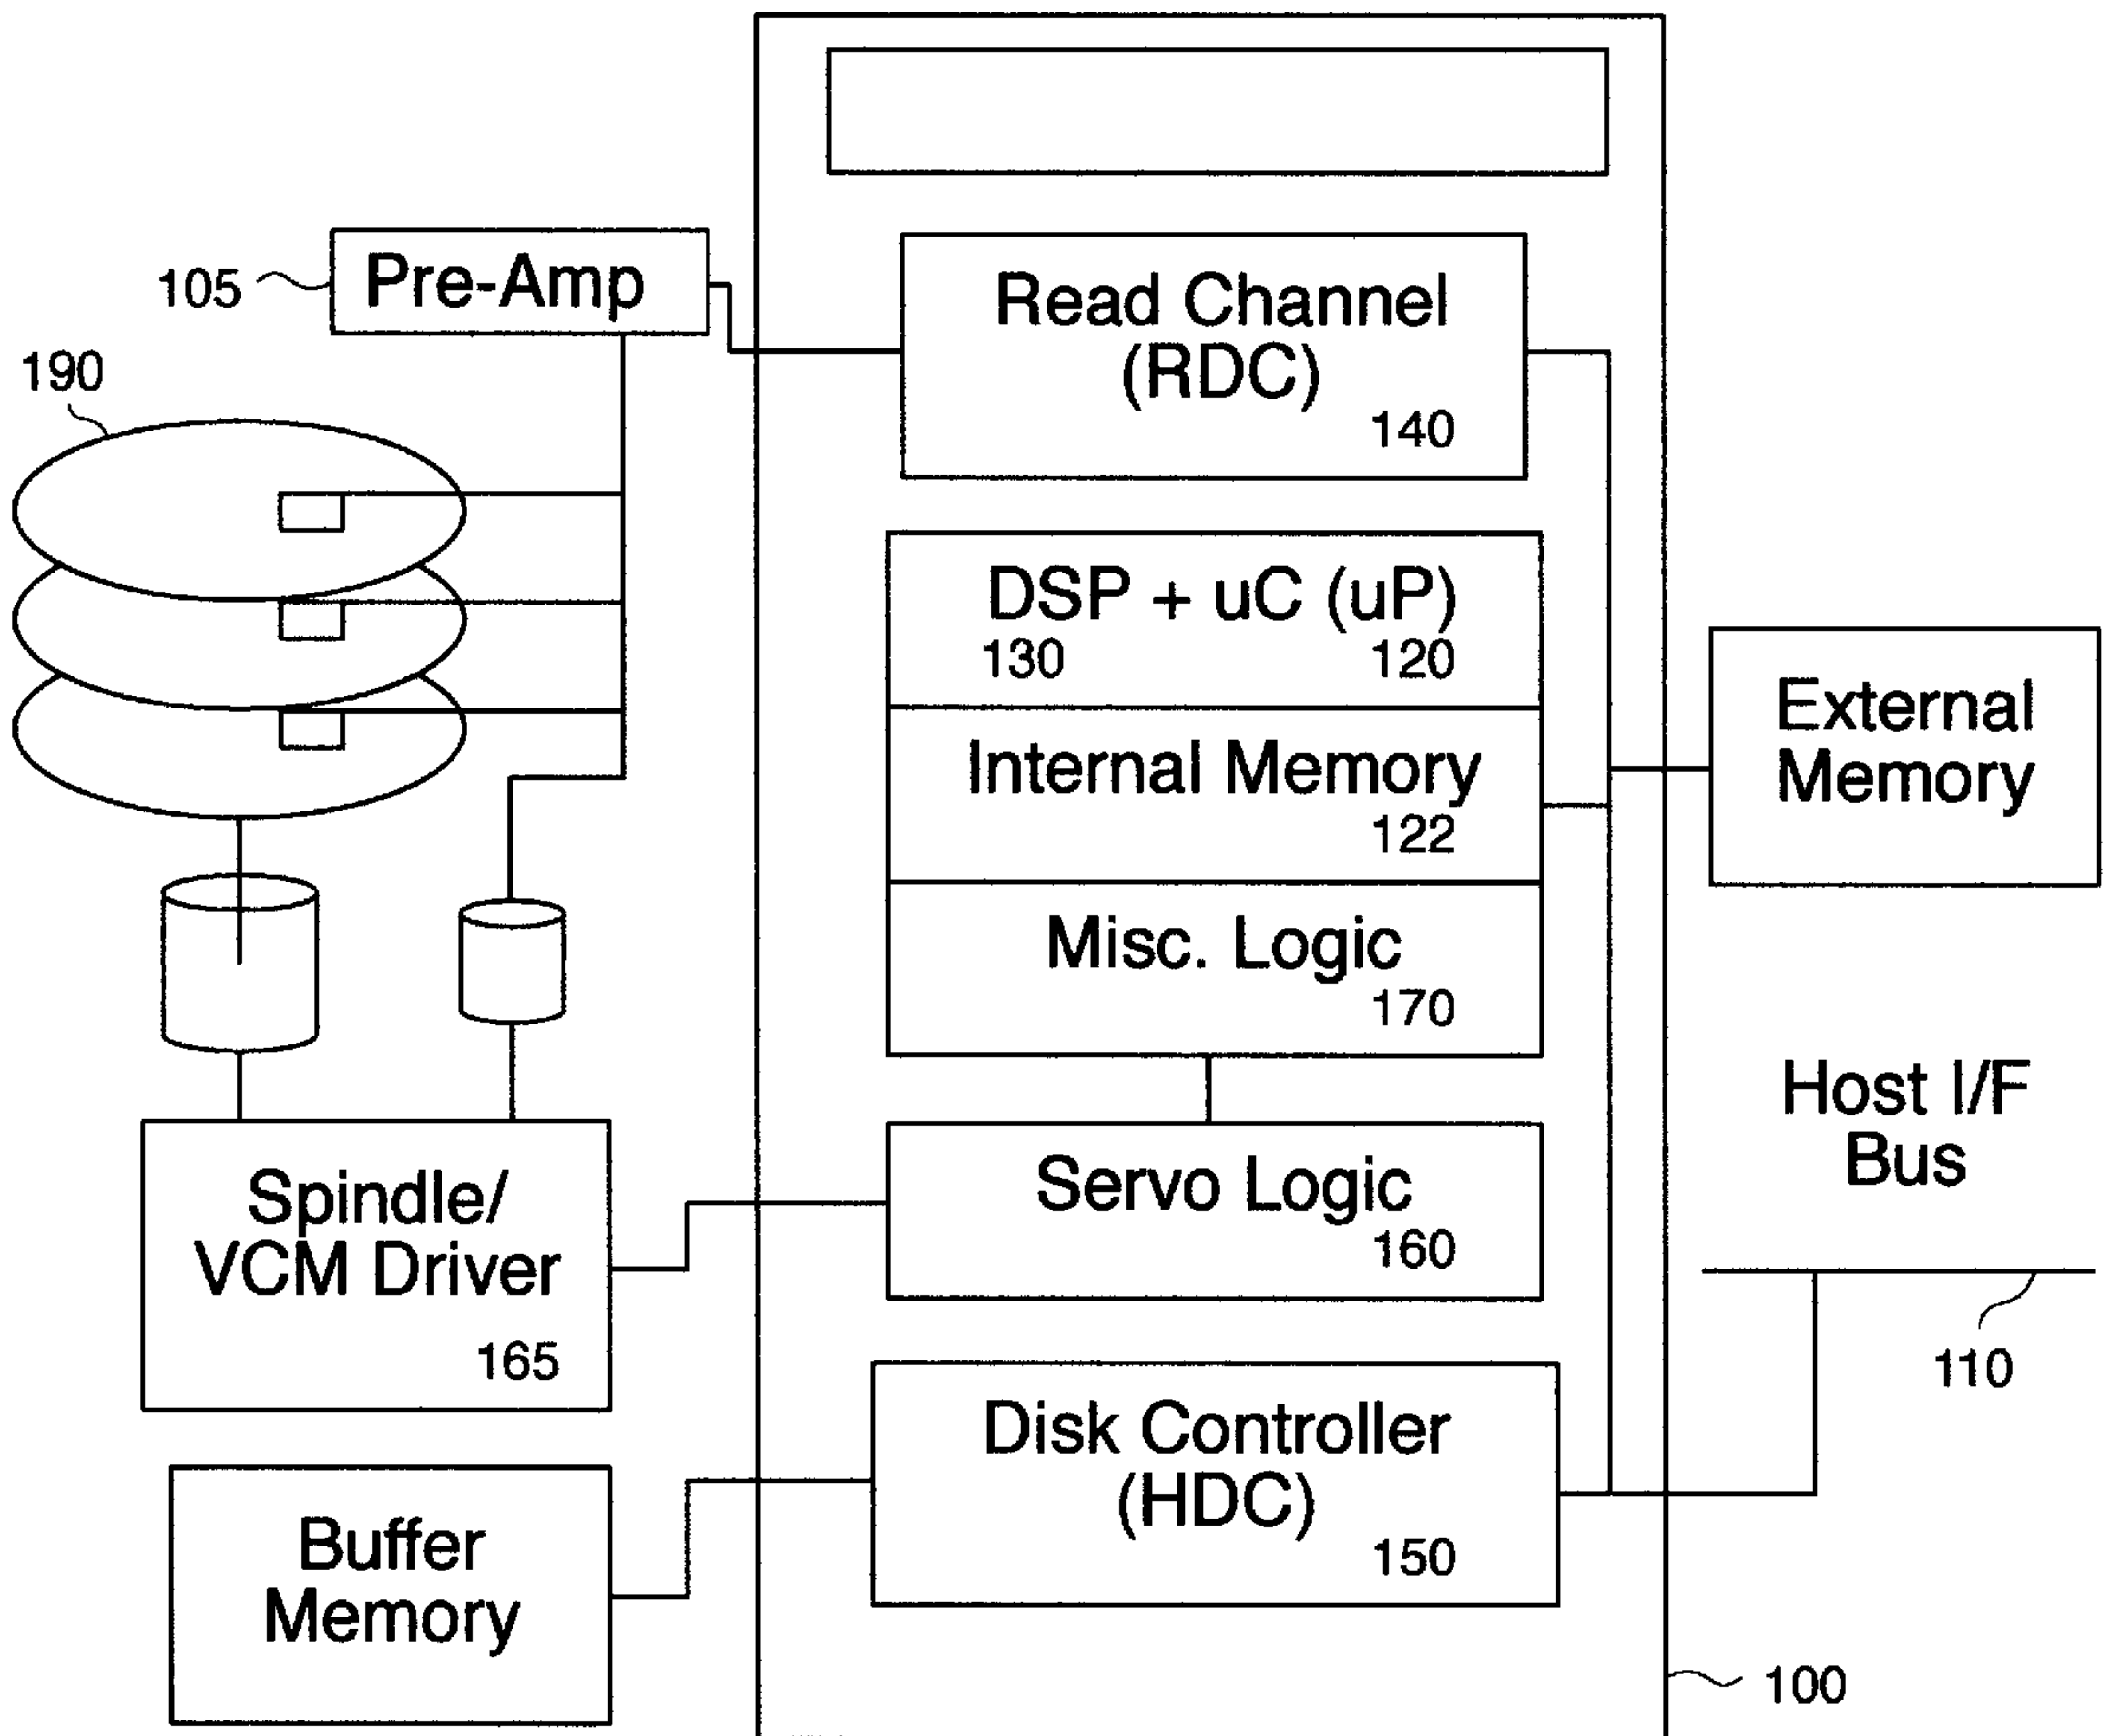 Pre-Amp
105
190
Read Channel
(RDC)
140
DSP + uC (uP)
130 120
Internal Memory
122
Misc. Logic
170
External
Memory
Servo Logic
160
Spindle/
VCM Driver
165
Host I/F
Bus
110
Disk Controller
(HDC)
150
Buffer
Memory
100